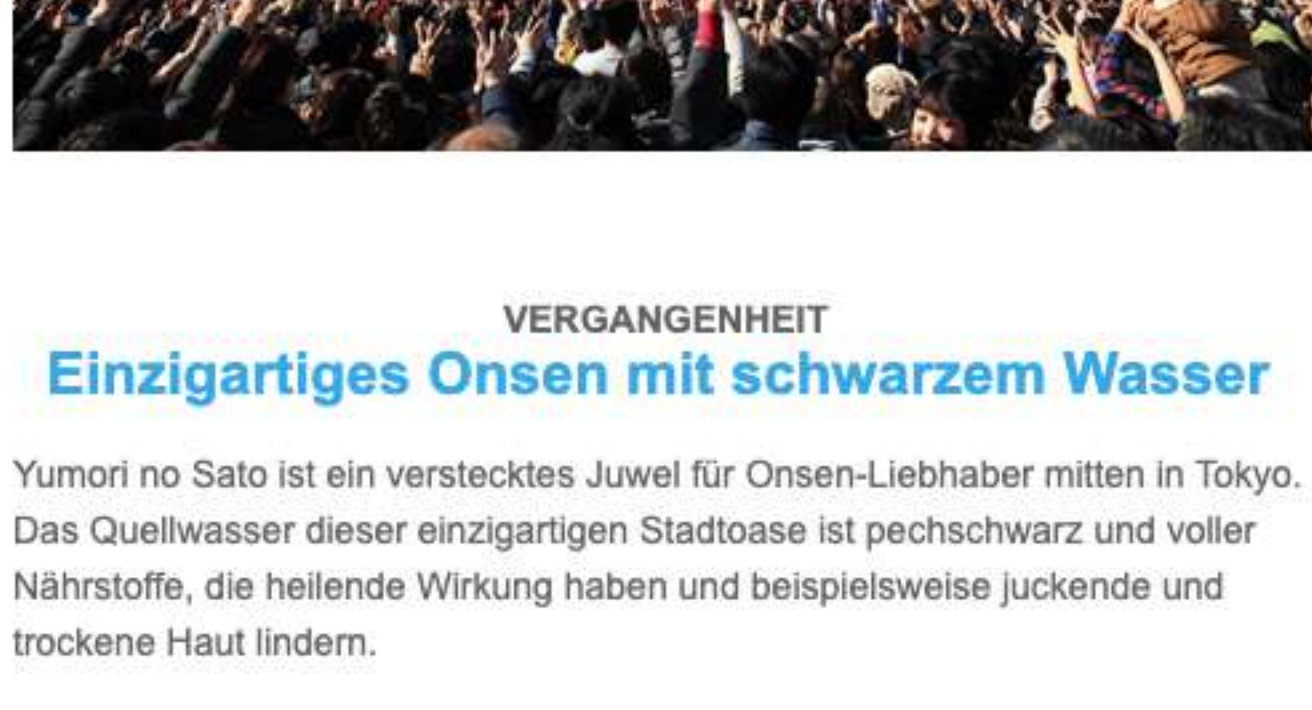 VERGANGENHEIT
Einzigartiges Onsen mit schwarzem Wasser
Yumori no Sato ist ein verstecktes Juwel für Onsen-Liebhaber mitten in Tokyo.
Das Quellwasser dieser einzigartigen Stadtoase ist pechschwarz und voller
Nährstoffe, die heilende Wirkung haben und beispielsweise juckende und
trockene Haut lindern.